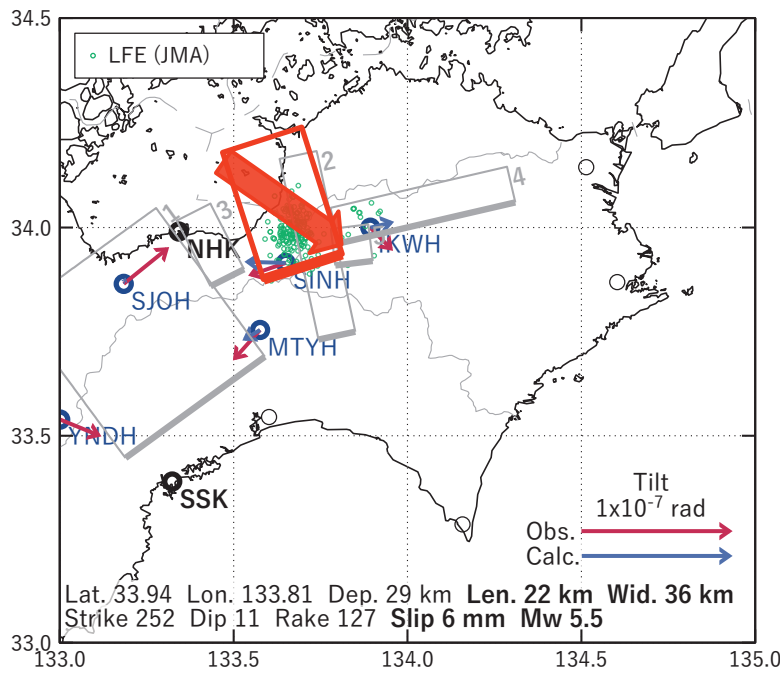 34.5
LFE (JMA)
2
4
1
3
34.0
NHK
KWH
SINH
SJOH
MTYH
33.5
YNDH
SSK
Tilt
1x10⁻⁷ rad
Obs.
Calc.
Lat. 33.94 Lon. 133.81 Dep. 29 km Len. 22 km Wid. 36 km
Strike 252 Dip 11 Rake 127 Slip 6 mm Mw 5.5
33.0
133.0 133.5 134.0 134.5 135.0